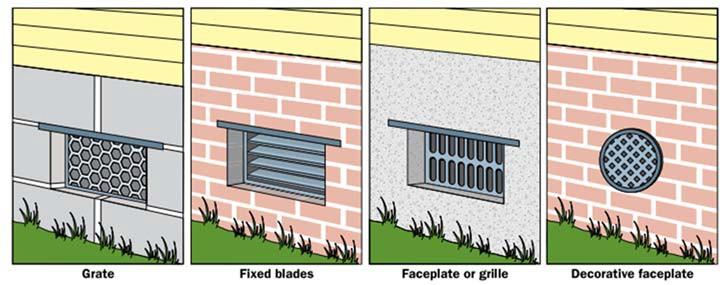 Grate
Fixed blades
Faceplate or grille
Decorative faceplate